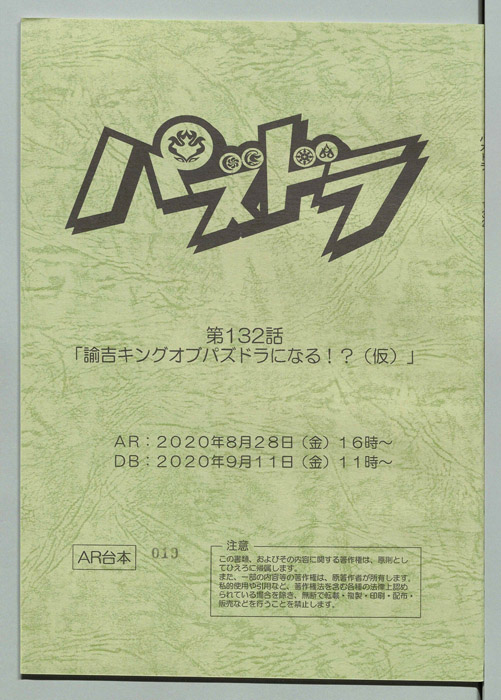 パズドラ
第132話
「諭吉キングオブパズドラになる！？（仮）」
AR：2020年8月28日（金）16時～
DB：2020年9月11日（金）11時～
AR台本
013
注意
この書類、およびその内容に関する著作権は、原則とし
てひえろに帰属します。
また、一部の内容等の著作権は、原著作者が所有します。
私的使用や引用など、著作権法を含む各種の法律上認め
られている場合を除き、無断で転載・複製・印刷・配布・
販売などを行うことを禁止します。